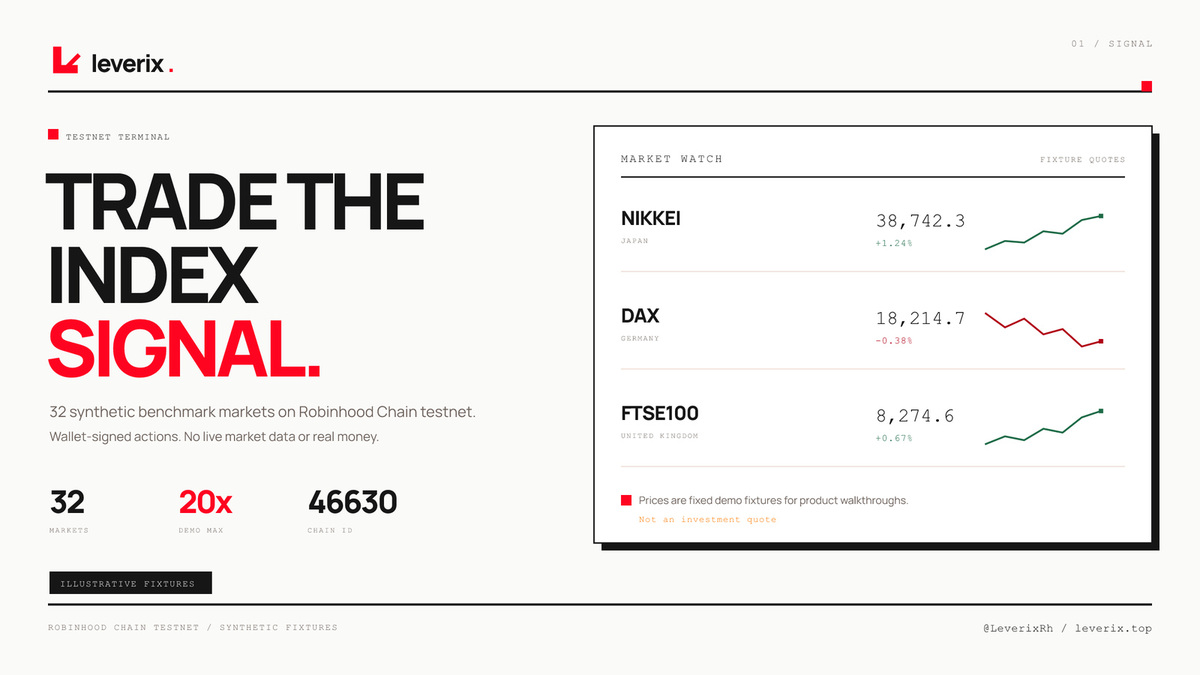 leverix.
01 / SIGNAL
TESTNET TERMINAL
TRADE THE
INDEX
SIGNAL.
32 synthetic benchmark markets on Robinhood Chain testnet.
Wallet-signed actions. No live market data or real money.
32
MARKETS
20x
DEMO MAX
46630
CHAIN ID
ILLUSTRATIVE FIXTURES
MARKET WATCH
FIXTURE QUOTES
NIKKEI
JAPAN
38,742.3
+1.24%
DAX
GERMANY
18,214.7
−0.38%
FTSE100
UNITED KINGDOM
8,274.6
+0.67%
Prices are fixed demo fixtures for product walkthroughs.
Not an investment quote
ROBINHOOD CHAIN TESTNET / SYNTHETIC FIXTURES
@LeverixRh / leverix.top